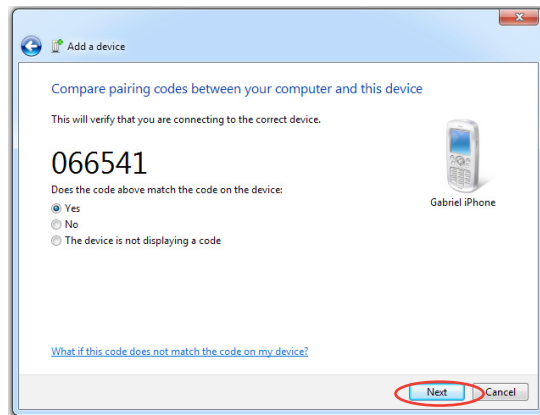 Add a device
Compare pairing codes between your computer and this device
This will verify that you are connecting to the correct device.
066541
Does the code above match the code on the device:
Gabriel iPhone
Yes
No
The device is not displaying a code
What if this code does not match the code on my device?
Next
Cancel